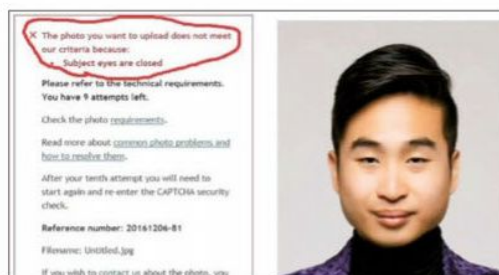 X The photo you want to upload does not meet
our criteria because:
• Subject eyes are closed
Please refer to the technical requirements.
You have 9 attempts left.
Check the photo requirements.
Read more about common photo problems and
how to resolve them.
After your tenth attempt you will need to
start again and re-enter the CAPTCHA security
check.
Reference number: 20161206-81
Filename: Untitled.jpg
If you wish to contact us about the photo, you